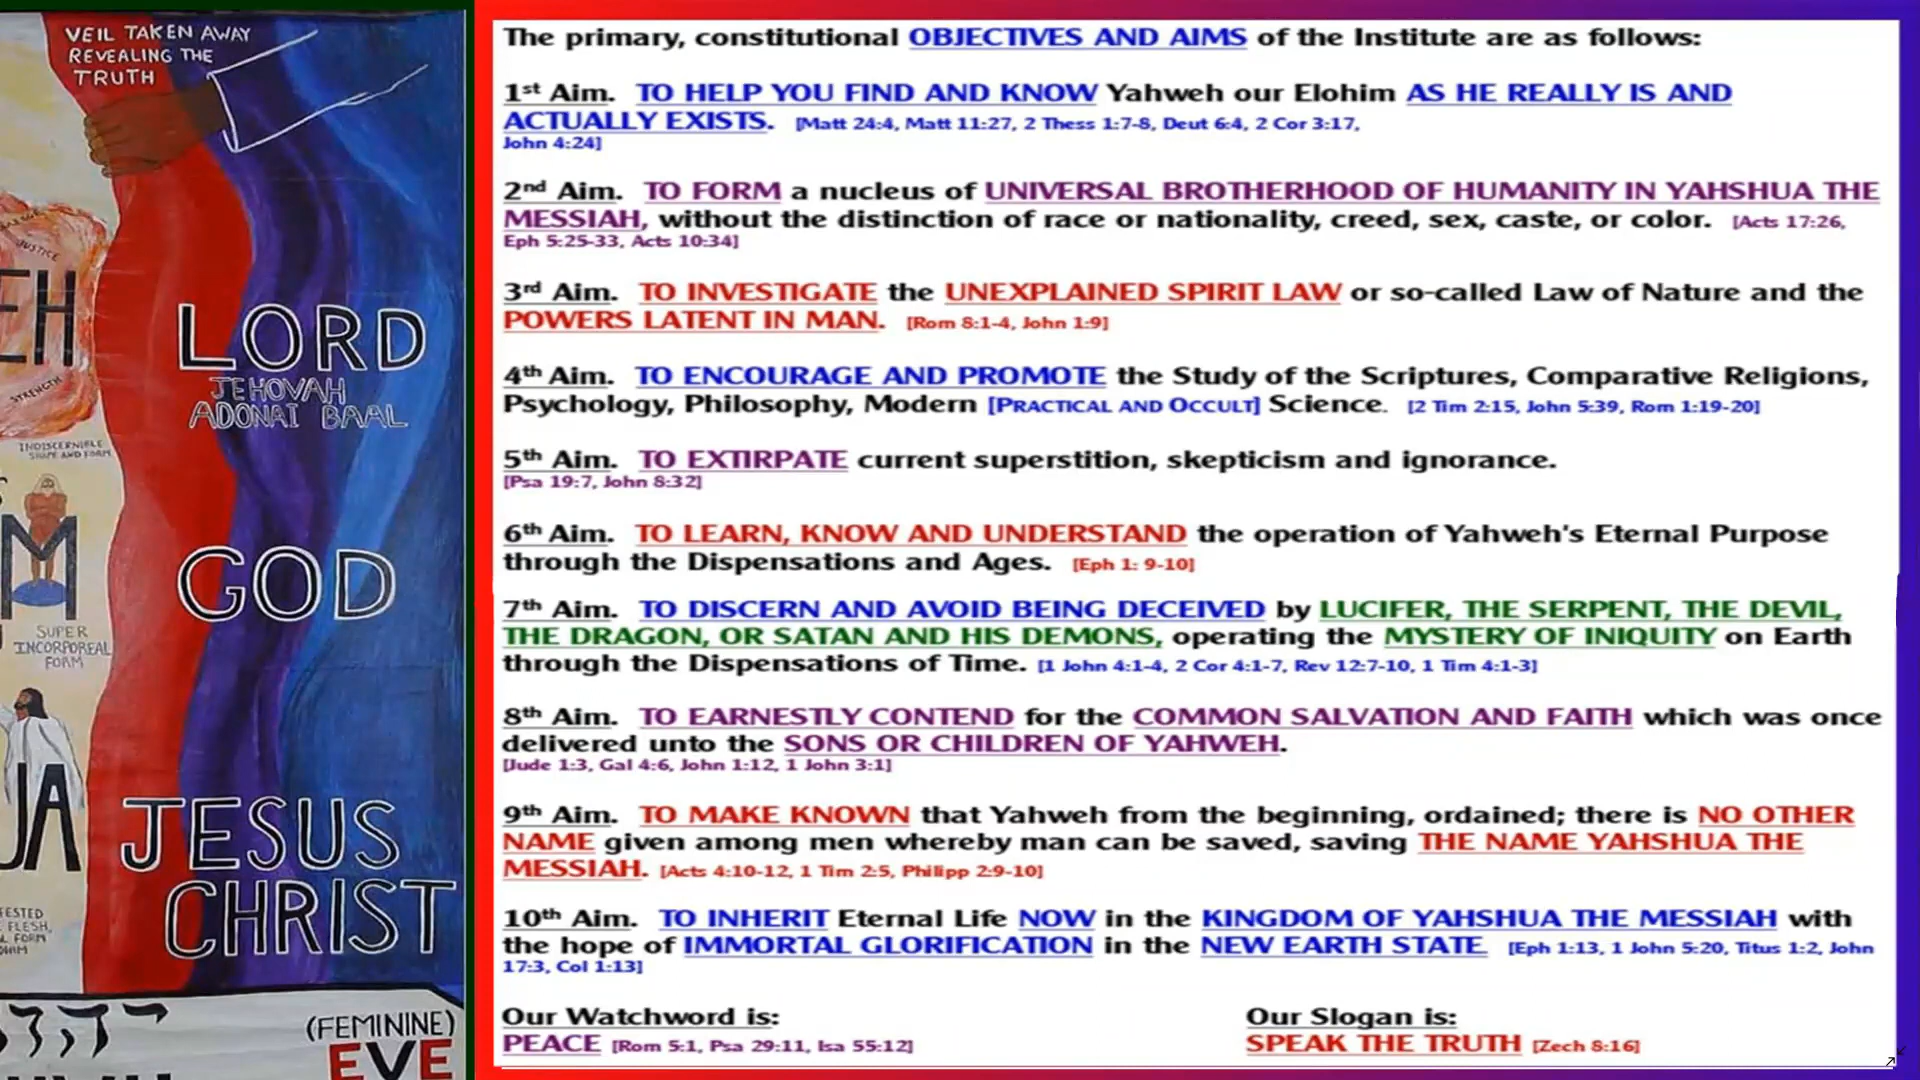 VEIL TAKEN AWAY
REVEALING THE
TRUTH
JUSTICE
EH
STRENGTH
LORD
JEHOVAH
ADONAI BAAL
INDISCERNIBLE
SHAPE AND FORM
M
GOD
SUPER
INCORPOREAL
FORM
UA
JESUS
CHRIST
FLESH,
FORM
(FEMININE)
EVE
The primary, constitutional OBJECTIVES AND AIMS of the Institute are as follows:
1st Aim. TO HELP YOU FIND AND KNOW Yahweh our Elohim AS HE REALLY IS AND
ACTUALLY EXISTS. [Matt 24:4, Matt 11:27, 2 Thess 1:7-8, Deut 6:4, 2 Cor 3:17,
John 4:24]
2nd Aim. TO FORM a nucleus of UNIVERSAL BROTHERHOOD OF HUMANITY IN YAHSHUA THE
MESSIAH, without the distinction of race or nationality, creed, sex, caste, or color. [Acts 17:26,
Eph 5:25-33, Acts 10:34]
3rd Aim. TO INVESTIGATE the UNEXPLAINED SPIRIT LAW or so-called Law of Nature and the
POWERS LATENT IN MAN. [Rom 8:1-4, John 1:9]
4th Aim. TO ENCOURAGE AND PROMOTE the Study of the Scriptures, Comparative Religions,
Psychology, Philosophy, Modern [PRACTICAL AND OCCULT] Science. [2 Tim 2:15, John 5:39, Rom 1:19-20]
5th Aim. TO EXTIRPATE current superstition, skepticism and ignorance.
[Psa 19:7, John 8:32]
6th Aim. TO LEARN, KNOW AND UNDERSTAND the operation of Yahweh's Eternal Purpose
through the Dispensations and Ages. [Eph 1: 9-10]
7th Aim. TO DISCERN AND AVOID BEING DECEIVED by LUCIFER, THE SERPENT, THE DEVIL,
THE DRAGON, OR SATAN AND HIS DEMONS, operating the MYSTERY OF INIQUITY on Earth
through the Dispensations of Time. [1 John 4:1-4, 2 Cor 4:1-7, Rev 12:7-10, 1 Tim 4:1-3]
8th Aim. TO EARNESTLY CONTEND for the COMMON SALVATION AND FAITH which was once
delivered unto the SONS OR CHILDREN OF YAHWEH.
[Jude 1:3, Gal 4:6, John 1:12, 1 John 3:1]
9th Aim. TO MAKE KNOWN that Yahweh from the beginning, ordained; there is NO OTHER
NAME given among men whereby man can be saved, saving THE NAME YAHSHUA THE
MESSIAH. [Acts 4:10-12, 1 Tim 2:5, Philipp 2:9-10]
10th Aim. TO INHERIT Eternal Life NOW in the KINGDOM OF YAHSHUA THE MESSIAH with
the hope of IMMORTAL GLORIFICATION in the NEW EARTH STATE [Eph 1:13, 1 John 5:20, Titus 1:2, John
17:3, Col 1:13]
Our Watchword is:
PEACE [Rom 5:1, Psa 29:11, Isa 55:12]
Our Slogan is:
SPEAK THE TRUTH [Zech 8:16]